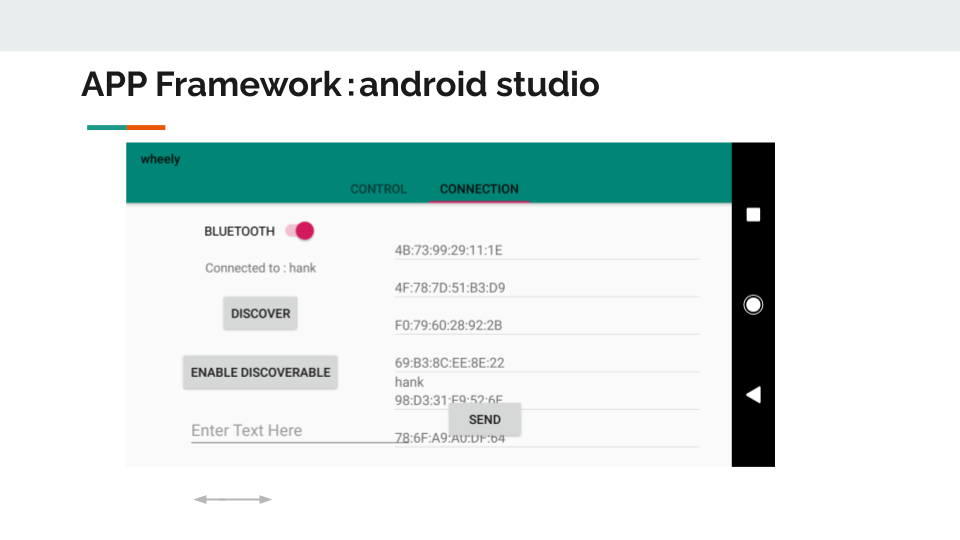 APP Framework:android studio
wheely
CONTROL CONNECTION
BLUETOOTH
Connected to : hank
DISCOVER
ENABLE DISCOVERABLE
Enter Text Here
4B:73:99:29:11:1E
4F:78:7D:51:B3:D9
F0:79:60:28:92:2B
69:B3:8C:EE:8E:22
hank
98:D3:31:F9:52:6F
SEND
78:6F:A9:A0:DF:64